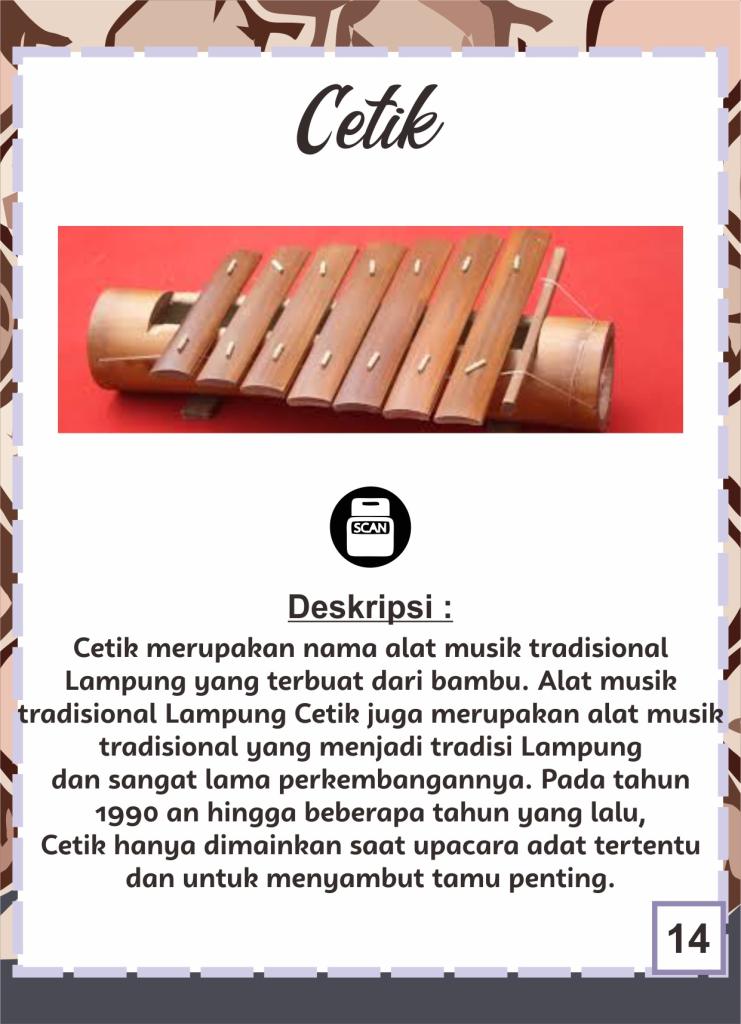 Cetik
SCAN
Deskripsi :
Cetik merupakan nama alat musik tradisional
Lampung yang terbuat dari bambu. Alat musik
tradisional Lampung Cetik juga merupakan alat musik
tradisional yang menjadi tradisi Lampung
dan sangat lama perkembangannya. Pada tahun
1990 an hingga beberapa tahun yang lalu,
Cetik hanya dimainkan saat upacara adat tertentu
dan untuk menyambut tamu penting.
14